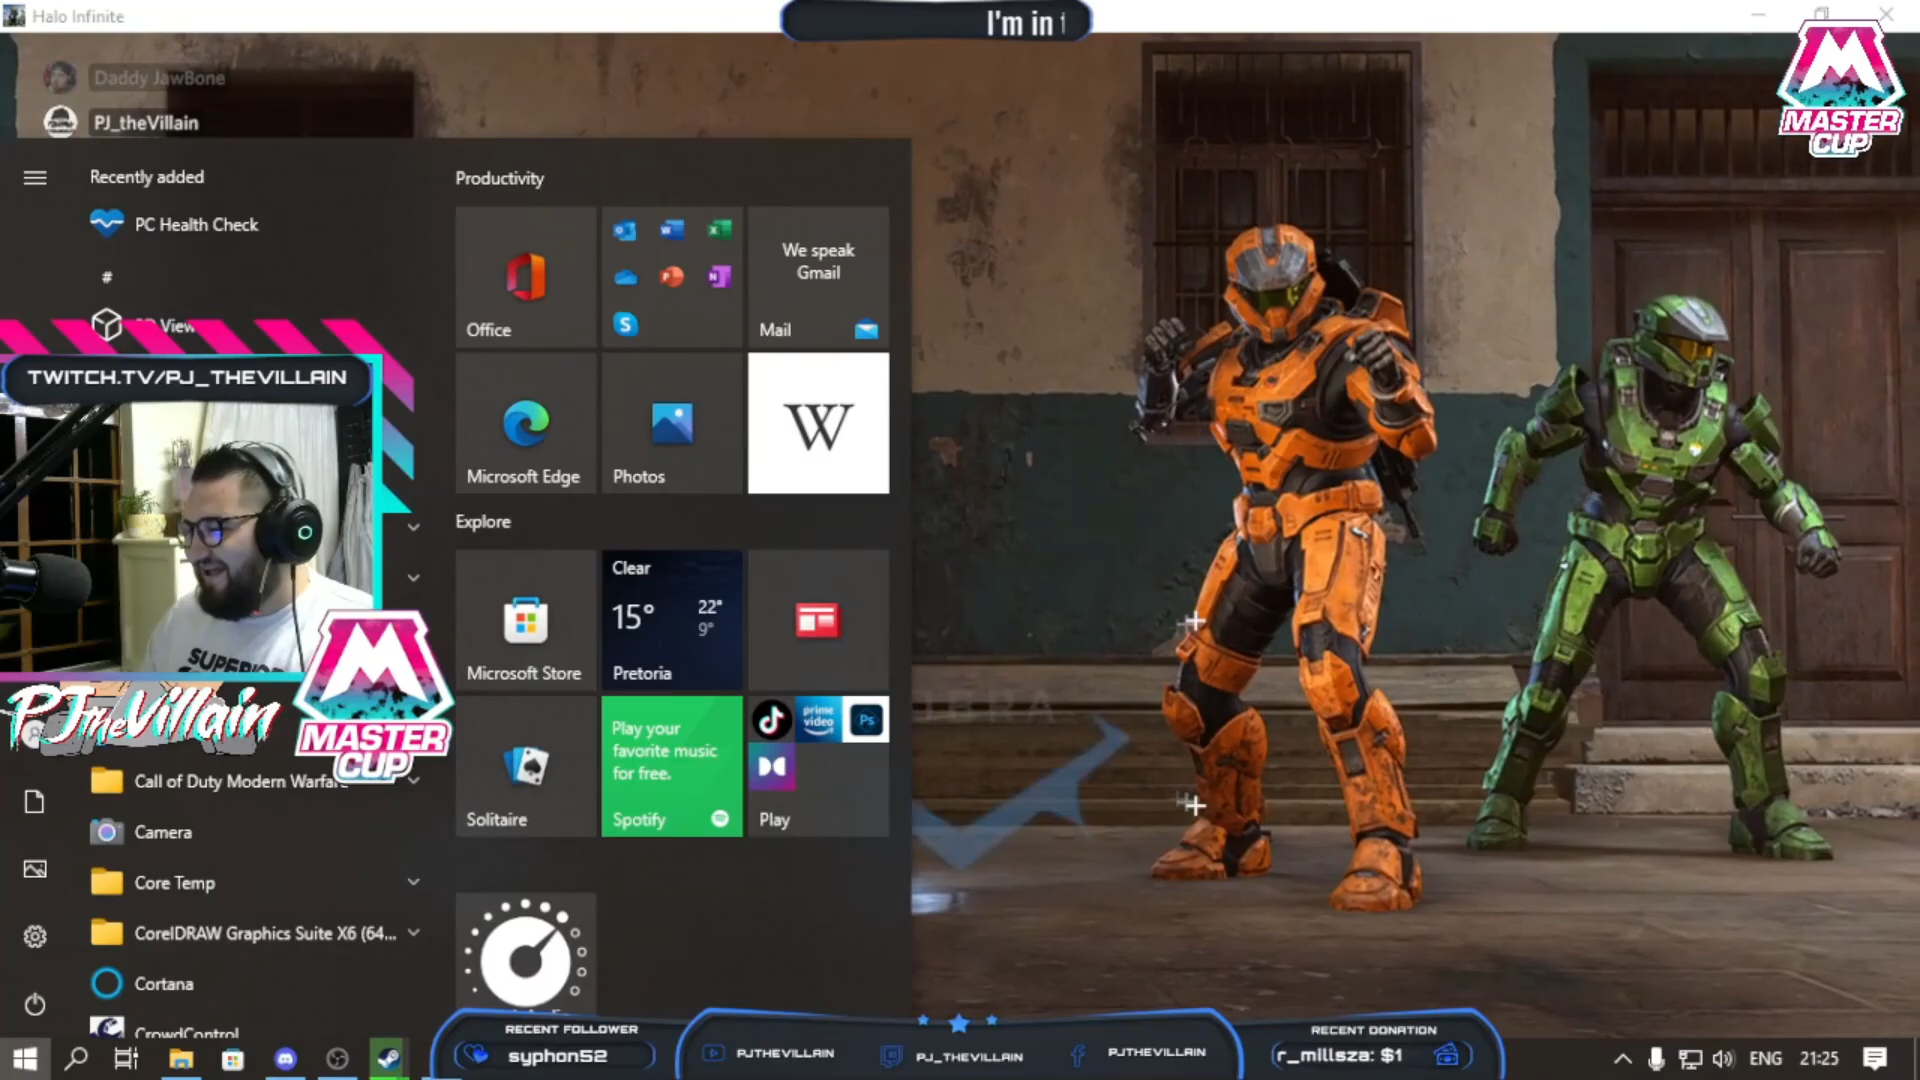 Halo Infinite
I'm in
Daddy JawBone
PJ_theVillain
MASTER
CUP
Recently added
PC Health Check
#
TWITCH.TV/PJ_THEVILLAIN
SUPERIOR
PJtheVillain
MASTER
CUP
Call of Duty Modern Warfare
Camera
Core Temp
CorelDRAW Graphics Suite X6 (64...
Cortana
CrowdControl
Productivity
Office
We speak
Gmail
Mail
Microsoft Edge
Photos
W
Explore
Microsoft Store
Clear
15°
22°
9°
Pretoria
Solitaire
Play your
favorite music
for free.
Spotify
prime
video
Ps
Play
RECENT FOLLOWER
syphon52
PJTHEVILLAIN
PJ_THEVILLAIN
PJTHEVILLAIN
RECENT DONATION
r_millsza: $1
ENG
21:25